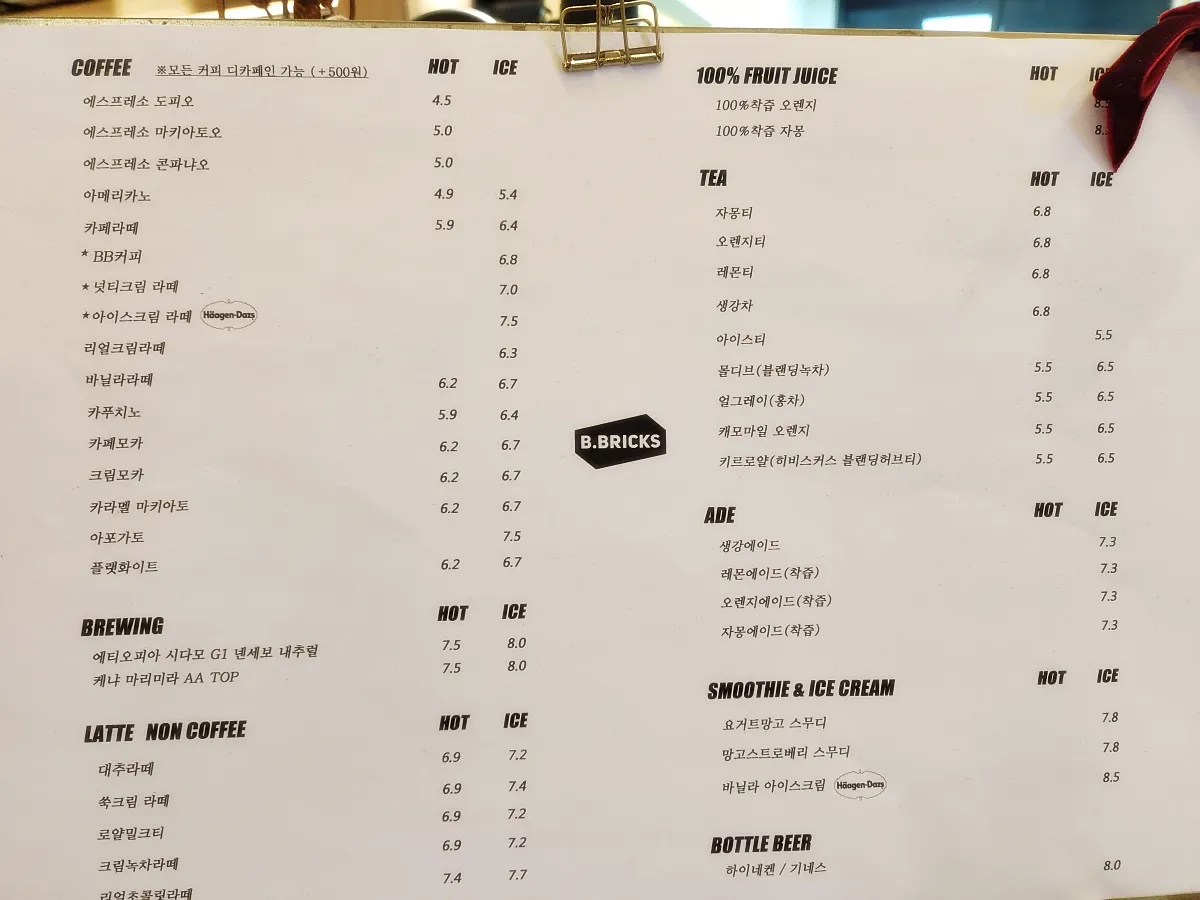 COFFEE ※모든 커피 디카페인 가능 (+500원) HOT ICE
에스프레소 도피오 4.5
에스프레소 마키아토오 5.0
에스프레소 콘파냐오 5.0
아메리카노 4.9 5.4
카페라떼 5.9 6.4
★BB커피 6.8
★넛티크림 라떼 7.0
★아이스크림 라떼 Häagen-Dazs 7.5
리얼크림라떼 6.3
바닐라라떼 6.2 6.7
카푸치노 5.9 6.4
카페모카 6.2 6.7
크림모카 6.2 6.7
카라멜 마키아토 6.2 6.7
아포가토 7.5
플랫화이트 6.2 6.7
BREWING HOT ICE
에티오피아 시다모 G1 넨세보 내추럴 7.5 8.0
케냐 마리미라 AA TOP 7.5 8.0
LATTE NON COFFEE HOT ICE
대추라떼 6.9 7.2
쑥크림 라떼 6.9 7.4
로얄밀크티 6.9 7.2
크림녹차라떼 6.9 7.2
리얼초콜릿라떼 7.4 7.7
B.BRICKS
100% FRUIT JUICE HOT ICE
100%착즙 오렌지
100%착즙 자몽
TEA HOT ICE
자몽티 6.8
오렌지티 6.8
레몬티 6.8
생강차 6.8
아이스티 5.5
몰디브(블랜딩녹차) 5.5 6.5
얼그레이(홍차) 5.5 6.5
캐모마일 오렌지 5.5 6.5
키르로얄(히비스커스 블랜딩허브티) 5.5 6.5
ADE HOT ICE
생강에이드 7.3
레몬에이드(착즙) 7.3
오렌지에이드(착즙) 7.3
자몽에이드(착즙) 7.3
SMOOTHIE & ICE CREAM HOT ICE
요거트망고 스무디 7.8
망고스트로베리 스무디 7.8
바닐라 아이스크림 Häagen-Dazs 8.5
BOTTLE BEER
하이네켄 / 기네스 8.0